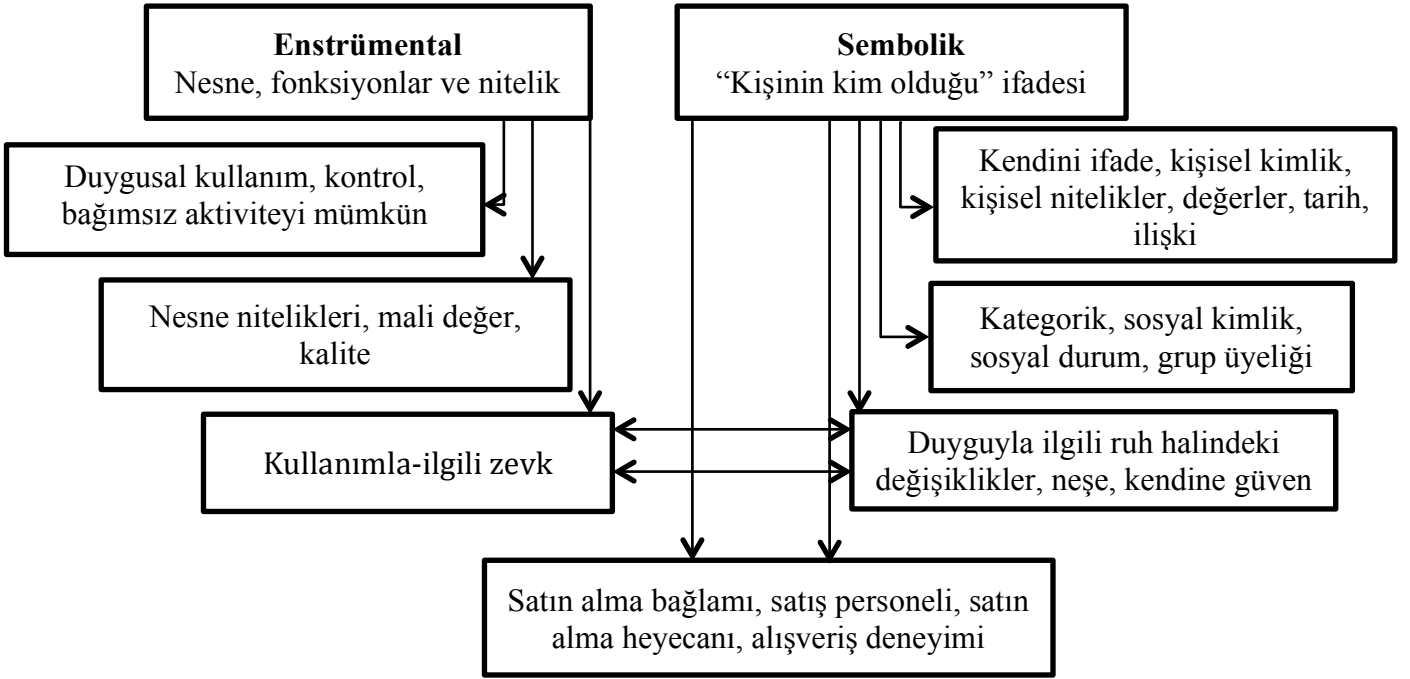 Enstrümental
Nesne, fonksiyonlar ve nitelik
Sembolik
“Kişinin kim olduğu” ifadesi
Duygusal kullanım, kontrol,
bağımsız aktiviteyi mümkün
Kendini ifade, kişisel kimlik,
kişisel nitelikler, değerler, tarih,
ilişki
Nesne nitelikleri, mali değer,
kalite
Kategorik, sosyal kimlik,
sosyal durum, grup üyeliği
Kullanımla-ilgili zevk
Duyguyla ilgili ruh halindeki
değişiklikler, neşe, kendine güven
Satın alma bağlamı, satış personeli, satın
alma heyecanı, alışveriş deneyimi